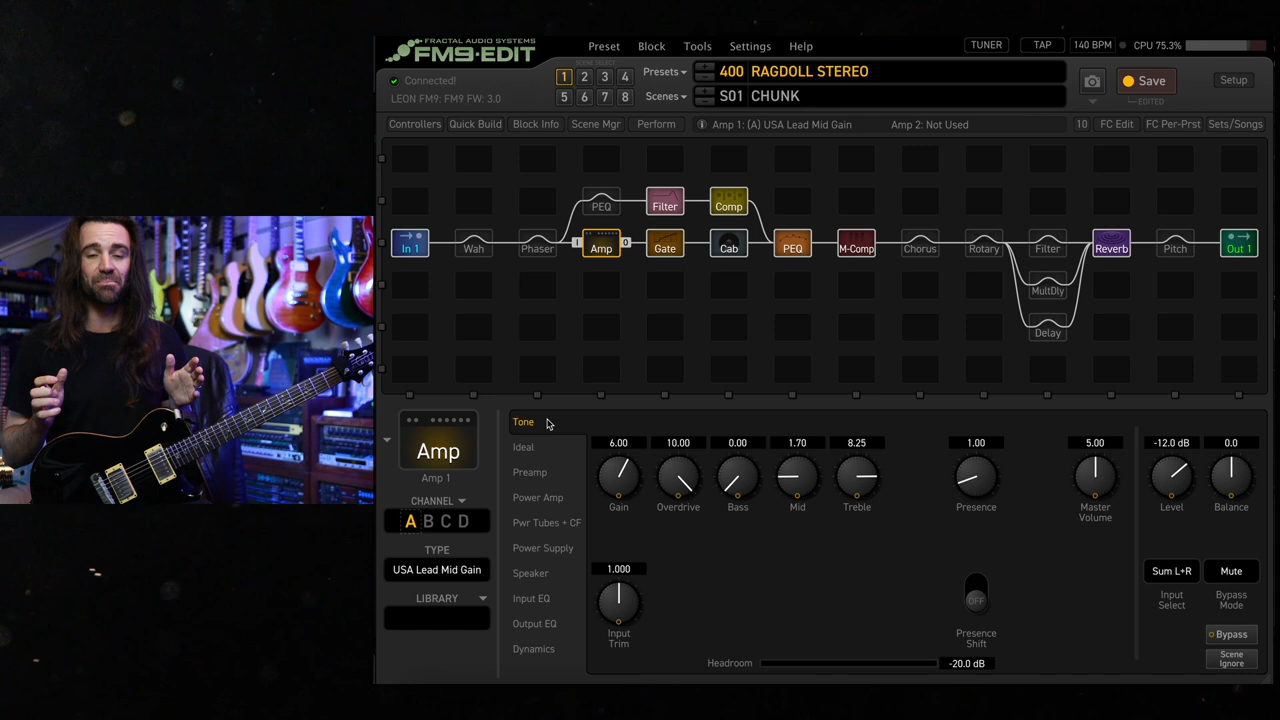 FRACTAL AUDIO SYSTEMS
FM9-EDIT
Preset Block Tools Settings Help
TUNER TAP 140 BPM CPU 75.3%
Connected!
LEON FM9: FM9 FW: 3.0
SCENE SELECT
1 2 3 4
5 6 7 8
Presets 400 RAGDOLL STEREO
Scenes S01 CHUNK
Save
EDITED
Setup
Controllers Quick Build Block Info Scene Mgr Perform Amp 1: (A) USA Lead Mid Gain Amp 2: Not Used 10 FC Edit FC Per-Prst Sets/Songs
PEQ Filter Comp
In 1 Wah Phaser I Amp O Gate Cab PEQ M-Comp Chorus Rotary Filter Reverb Pitch Out 1
MultDly
Delay
Amp
Amp 1
CHANNEL
A B C D
TYPE
USA Lead Mid Gain
LIBRARY
Tone
Ideal
Preamp
Power Amp
Pwr Tubes + CF
Power Supply
Speaker
Input EQ
Output EQ
Dynamics
6.00 10.00 0.00 1.70 8.25 1.00 5.00 -12.0 dB 0.0
Gain Overdrive Bass Mid Treble Presence Master Volume Level Balance
1.000
Input Trim
OFF
Presence Shift
Sum L+R Mute
Input Select Bypass Mode
Bypass
Scene Ignore
Headroom -20.0 dB